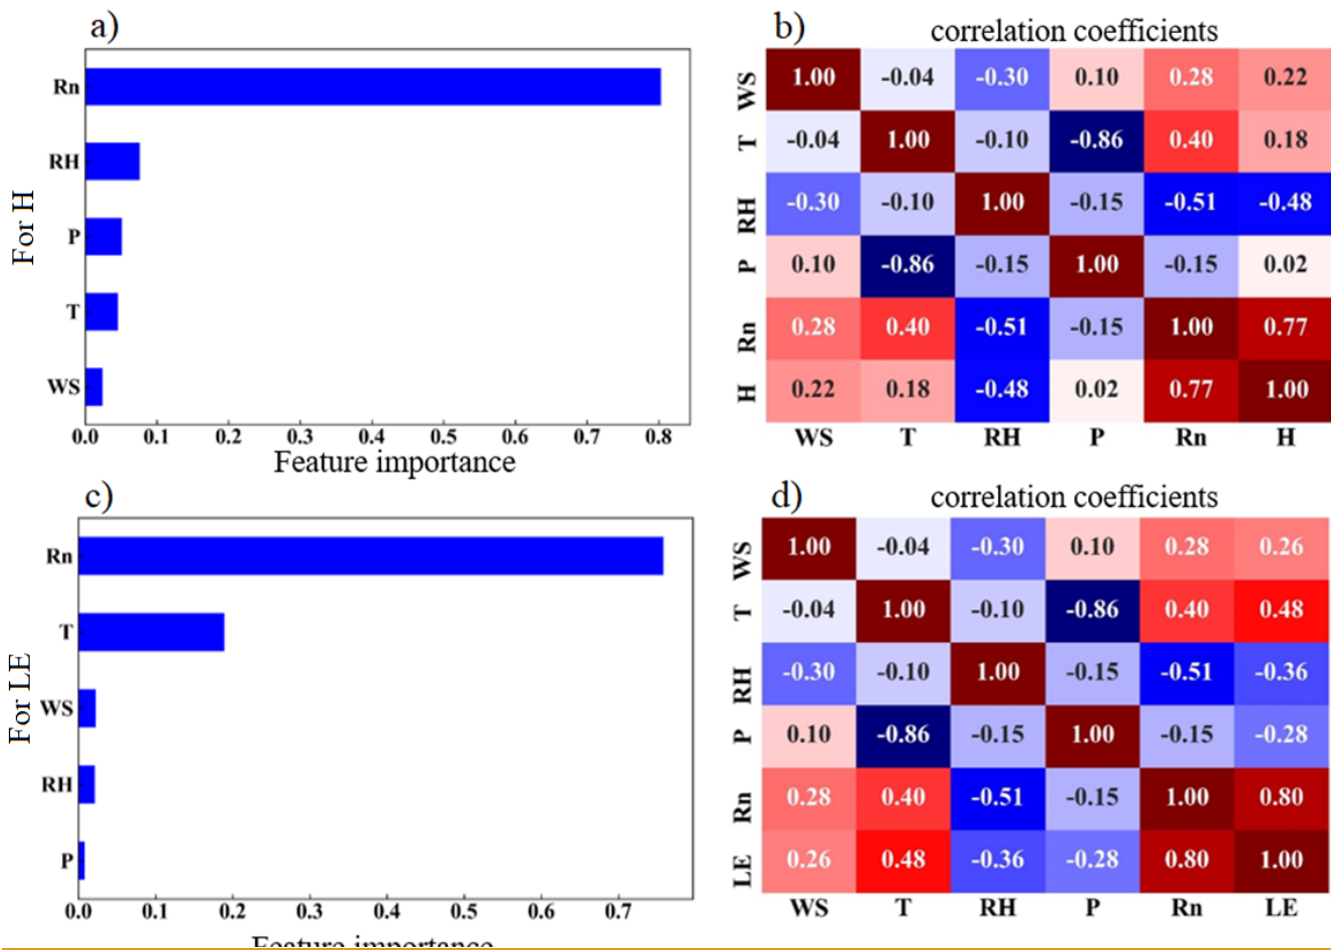 a)
For H
Rn
RH
P
T
WS
0.0 0.1 0.2 0.3 0.4 0.5 0.6 0.7 0.8
Feature importance
b)
correlation coefficients
WS 1.00 -0.04 -0.30 0.10 0.28 0.22
T -0.04 1.00 -0.10 -0.86 0.40 0.18
RH -0.30 -0.10 1.00 -0.15 -0.51 -0.48
P 0.10 -0.86 -0.15 1.00 -0.15 0.02
Rn 0.28 0.40 -0.51 -0.15 1.00 0.77
H 0.22 0.18 -0.48 0.02 0.77 1.00
WS T RH P Rn H
c)
For LE
Rn
T
WS
RH
P
0.0 0.1 0.2 0.3 0.4 0.5 0.6 0.7
Feature importance
d)
correlation coefficients
WS 1.00 -0.04 -0.30 0.10 0.28 0.26
T -0.04 1.00 -0.10 -0.86 0.40 0.48
RH -0.30 -0.10 1.00 -0.15 -0.51 -0.36
P 0.10 -0.86 -0.15 1.00 -0.15 -0.28
Rn 0.28 0.40 -0.51 -0.15 1.00 0.80
LE 0.26 0.48 -0.36 -0.28 0.80 1.00
WS T RH P Rn LE